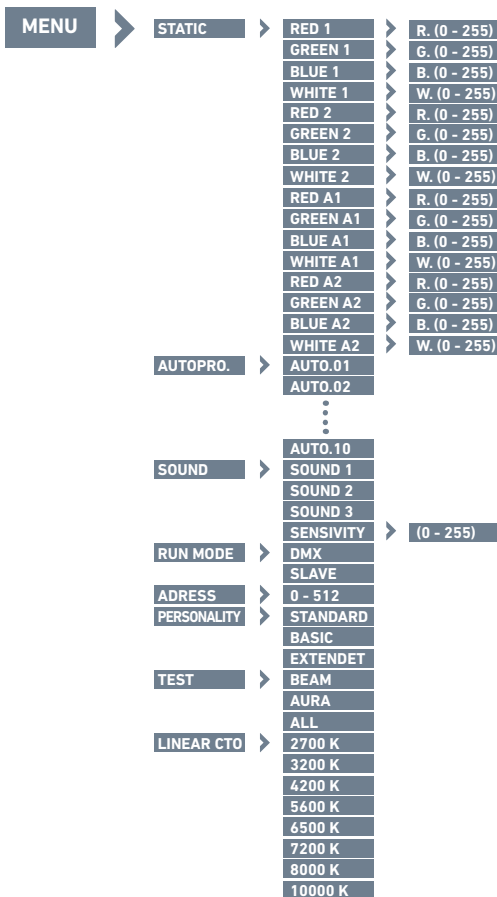 MENU STATIC RED 1 R. (0 - 255)
GREEN 1 G. (0 - 255)
BLUE 1 B. (0 - 255)
WHITE 1 W. (0 - 255)
RED 2 R. (0 - 255)
GREEN 2 G. (0 - 255)
BLUE 2 B. (0 - 255)
WHITE 2 W. (0 - 255)
RED A1 R. (0 - 255)
GREEN A1 G. (0 - 255)
BLUE A1 B. (0 - 255)
WHITE A1 W. (0 - 255)
RED A2 R. (0 - 255)
GREEN A2 G. (0 - 255)
BLUE A2 B. (0 - 255)
WHITE A2 W. (0 - 255)
AUTOPRO. AUTO.01
AUTO.02
AUTO.10
SOUND SOUND 1
SOUND 2
SOUND 3
SENSIVITY (0 - 255)
RUN MODE DMX
SLAVE
ADRESS 0 - 512
PERSONALITY STANDARD
BASIC
EXTENDET
TEST BEAM
AURA
ALL
LINEAR CTO 2700 K
3200 K
4200 K
5600 K
6500 K
7200 K
8000 K
10000 K